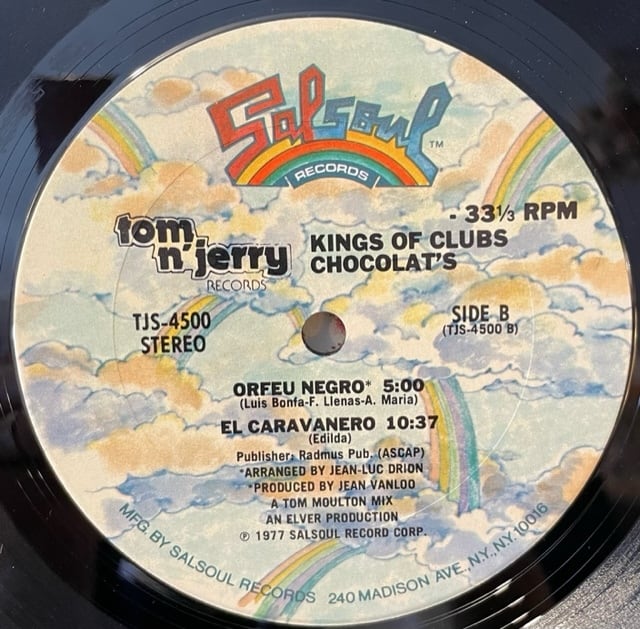 Salsoul TM
RECORDS
- 33⅓ RPM
tom n' jerry
RECORDS
KINGS OF CLUBS
CHOCOLAT'S
TJS-4500
STEREO
SIDE B
(TJS-4500 B)
ORFEU NEGRO* 5:00
(Luis Bonfa-F. Llenas-A. Maria)
EL CARAVANERO 10:37
(Edilda)
Publisher: Radmus Pub. (ASCAP)
*ARRANGED BY JEAN-LUC DRION
*PRODUCED BY JEAN VANLOO
A TOM MOULTON MIX
AN ELVER PRODUCTION
℗ 1977 SALSOUL RECORD CORP.
MFG. BY SALSOUL RECORDS 240 MADISON AVE., N.Y., N.Y. 10016